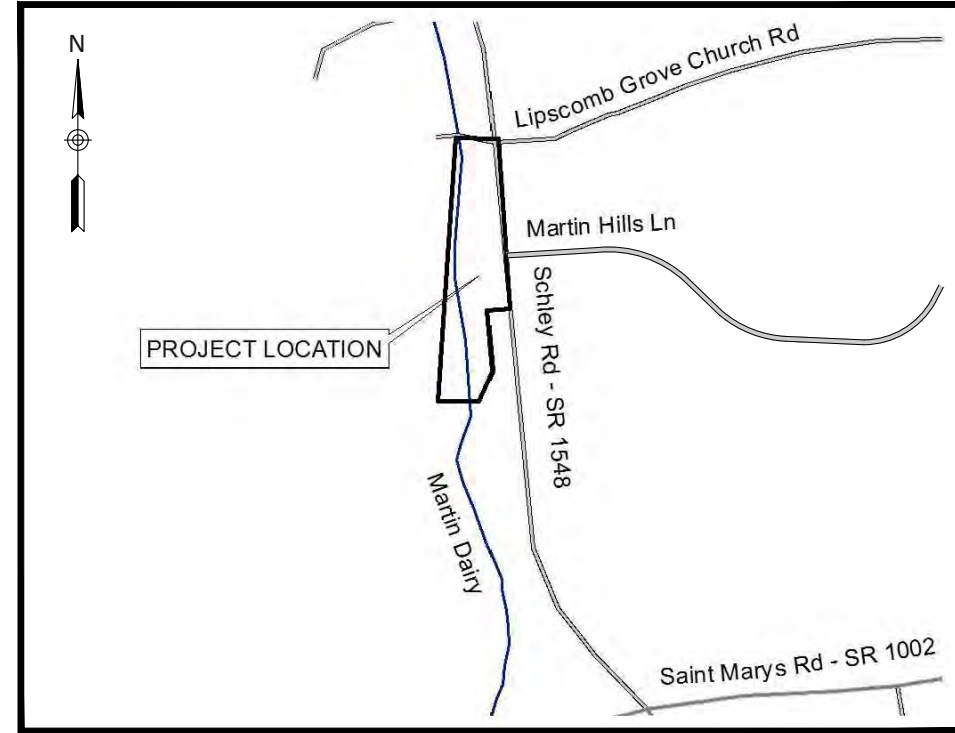 N
Lipscomb Grove Church Rd
Martin Hills Ln
Schley Rd - SR 1548
PROJECT LOCATION
Martin Dairy
Saint Marys Rd - SR 1002